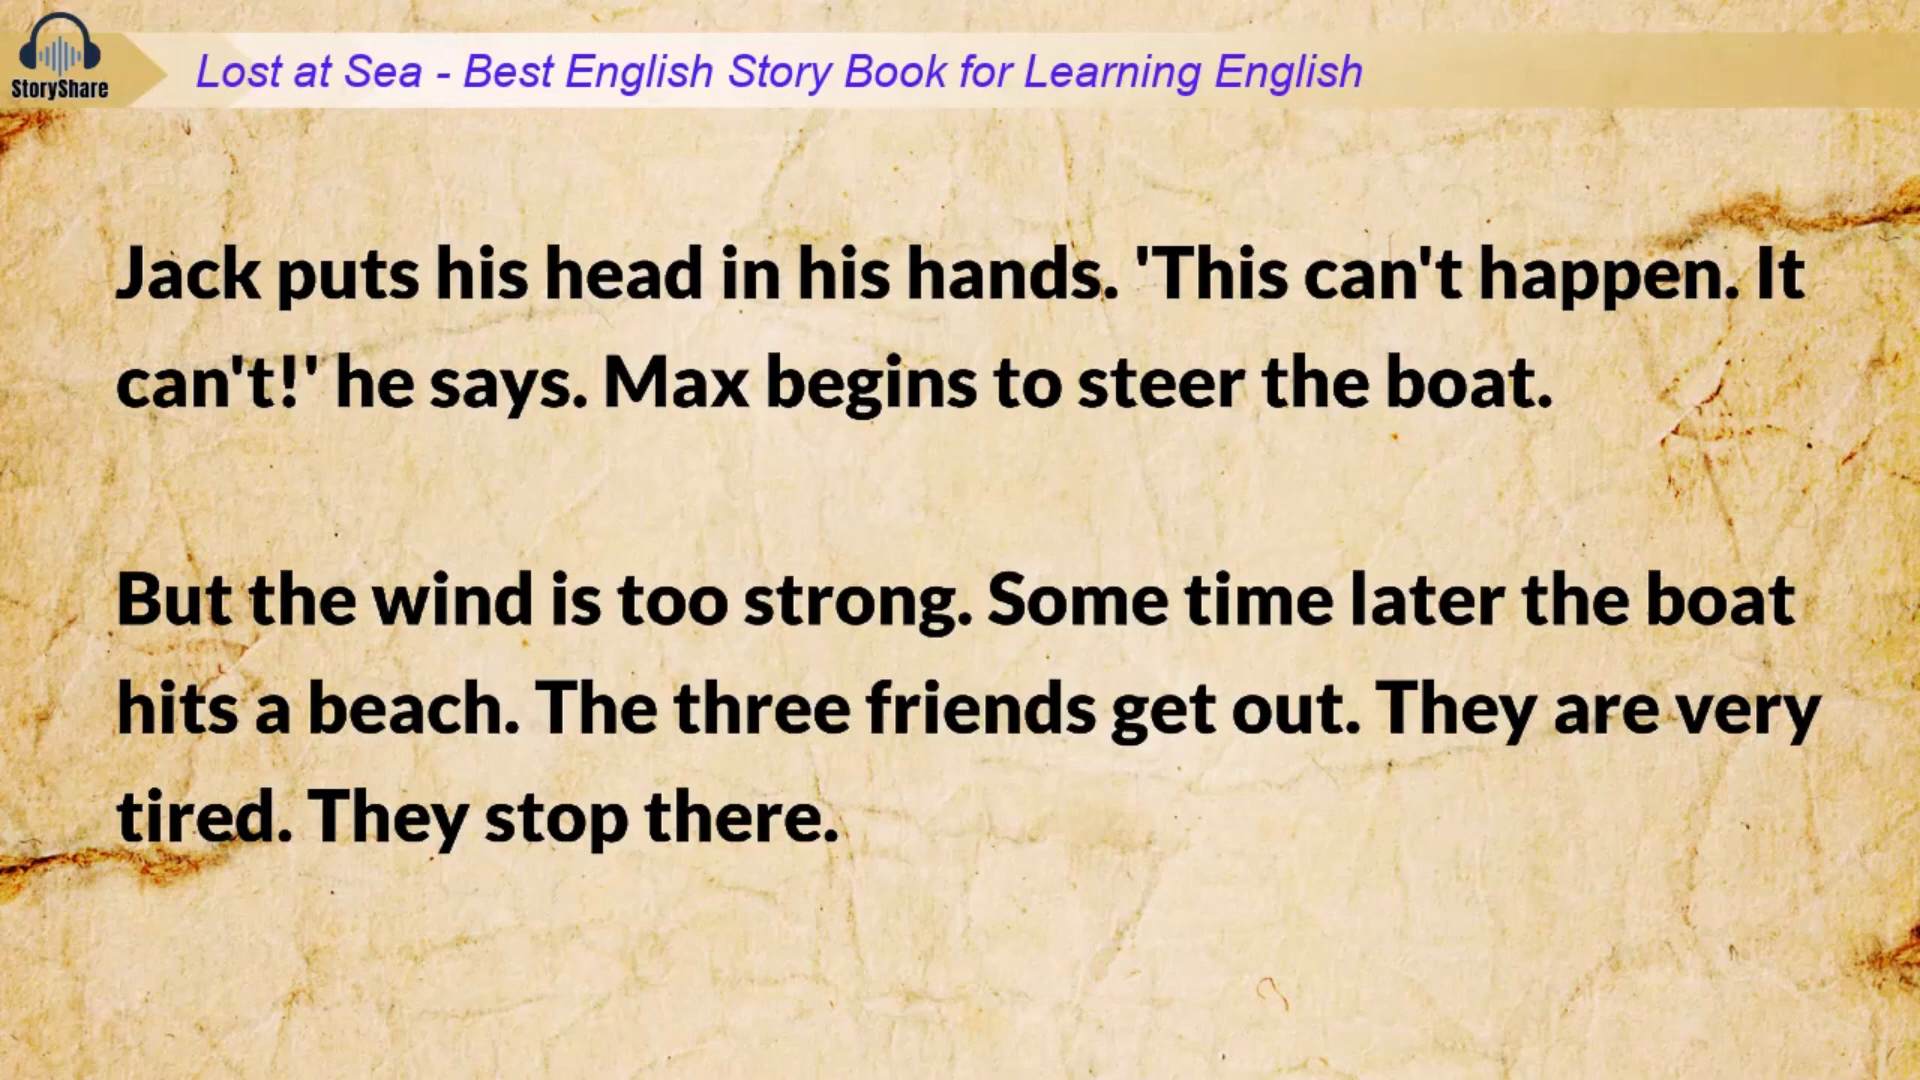 StoryShare
Lost at Sea - Best English Story Book for Learning English
Jack puts his head in his hands. 'This can't happen. It
can't!' he says. Max begins to steer the boat.
But the wind is too strong. Some time later the boat
hits a beach. The three friends get out. They are very
tired. They stop there.